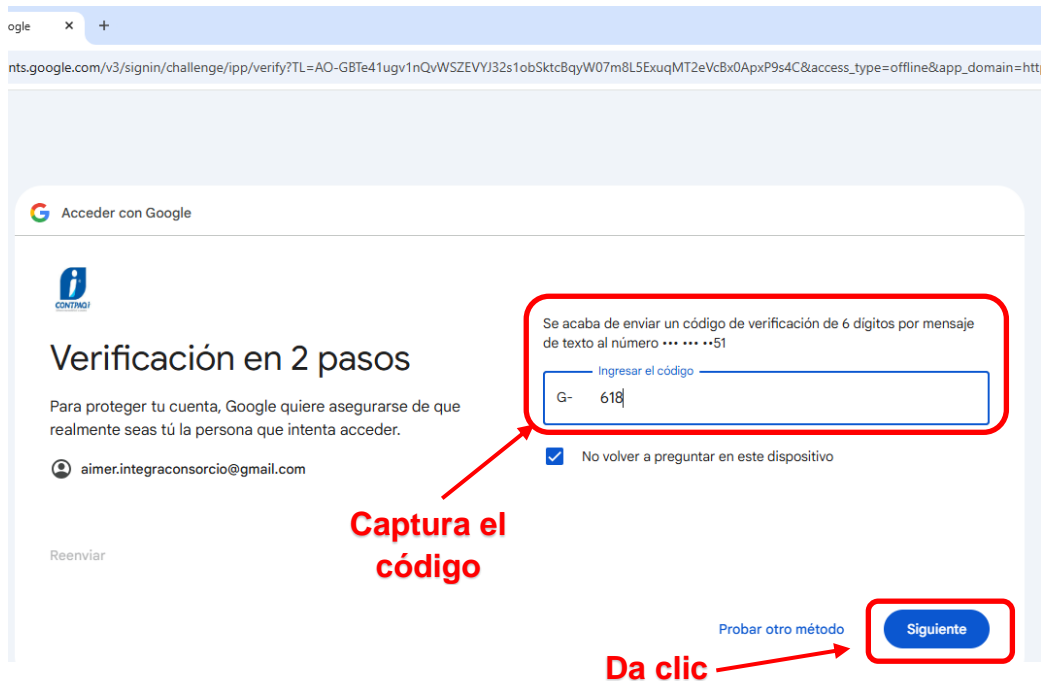 ogle × +
nts.google.com/v3/signin/challenge/ipp/verify?TL=AO-GBTe41ugv1nQvWSZEVYJ32s1obSktcBqyW07m8L5ExuqMT2eVcBx0ApxP9s4C&access_type=offline&app_domain=htt
Acceder con Google
CONTPAQi
Verificación en 2 pasos
Para proteger tu cuenta, Google quiere asegurarse de que
realmente seas tú la persona que intenta acceder.
aimer.integraconsorcio@gmail.com
Reenviar
Se acaba de enviar un código de verificación de 6 dígitos por mensaje
de texto al número ••• ••• ••51
Ingresar el código
G- 618
No volver a preguntar en este dispositivo
Captura el
código
Probar otro método
Siguiente
Da clic